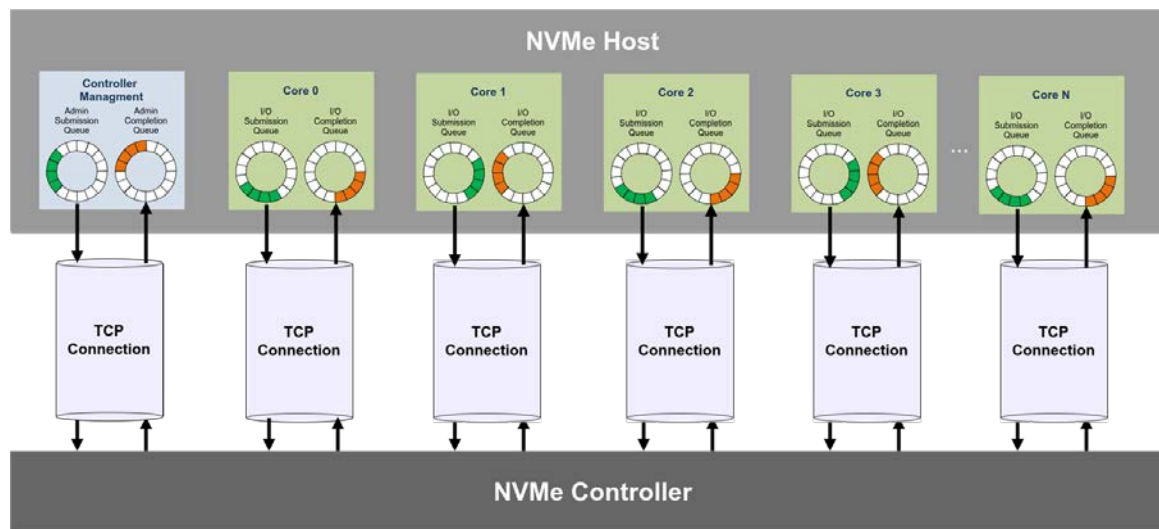 NVMe Host
Controller
Managment
Admin
Submission
Queue
Admin
Completion
Queue
Core 0
I/O
Submission
Queue
I/O
Completion
Queue
Core 1
I/O
Submission
Queue
I/O
Completion
Queue
Core 2
I/O
Submission
Queue
I/O
Completion
Queue
Core 3
I/O
Submission
Queue
I/O
Completion
Queue
...
Core N
I/O
Submission
Queue
I/O
Completion
Queue
TCP
Connection
TCP
Connection
TCP
Connection
TCP
Connection
TCP
Connection
TCP
Connection
NVMe Controller